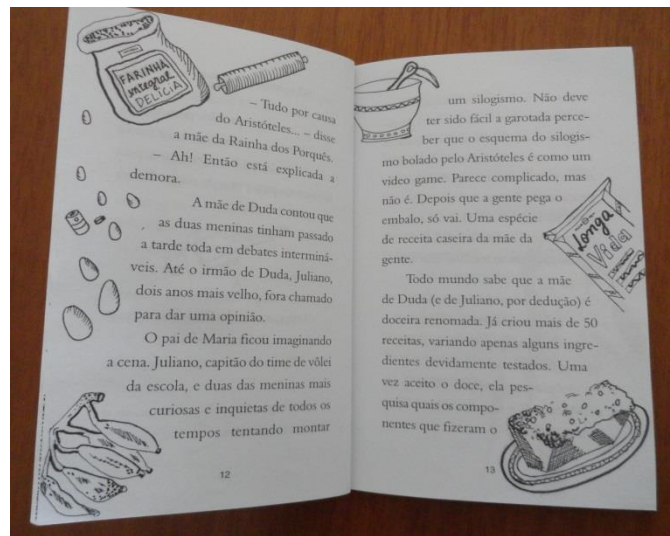 FARINHA
integral
DELÍCIA
– Tudo por causa
do Aristóteles... – disse
a mãe da Rainha dos Porquês.
– Ah! Então está explicada a
demora.
A mãe de Duda contou que
as duas meninas tinham passado
a tarde toda em debates interminá-
veis. Até o irmão de Duda, Juliano,
dois anos mais velho, fora chamado
para dar uma opinião.
O pai de Maria ficou imaginando
a cena. Juliano, capitão do time de vôlei
da escola, e duas das meninas mais
curiosas e inquietas de todos os
tempos tentando montar
12
um silogismo. Não deve
ter sido fácil a garotada perce-
ber que o esquema do silogis-
mo bolado pelo Aristóteles é como um
video game. Parece complicado, mas
não é. Depois que a gente pega o
embalo, só vai. Uma espécie
de receita caseira da mãe da
gente.
Longa
Vida
Todo mundo sabe que a mãe
de Duda (e de Juliano, por dedução) é
doceira renomada. Já criou mais de 50
receitas, variando apenas alguns ingre-
dientes devidamente testados. Uma
vez aceito o doce, ela pes-
quisa quais os compo-
nentes que fizeram o
13